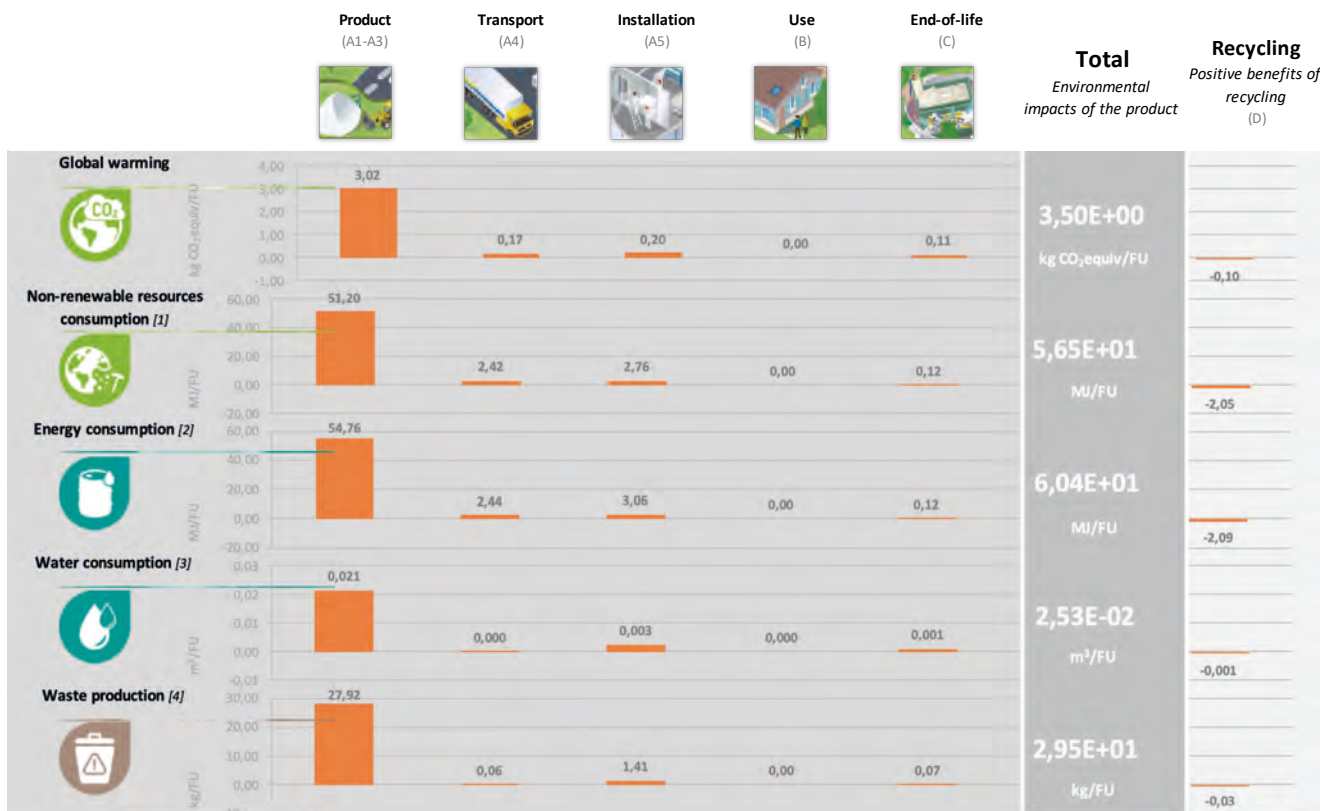 Product
(A1-A3)
Transport
(A4)
Installation
(A5)
Use
(B)
End-of-life
(C)
Total
Environmental
impacts of the product
Recycling
Positive benefits of
recycling
(D)
Global warming
CO₂
kg CO₂equiv/FU
4,00
3,00
2,00
1,00
0,00
-1,00
3,02
0,17
0,20
0,00
0,11
3,50E+00
kg CO₂equiv/FU
-0,10
Non-renewable resources
consumption [1]
MJ/FU
60,00
40,00
20,00
0,00
-20,00
51,20
2,42
2,76
0,00
0,12
5,65E+01
MJ/FU
-2,05
Energy consumption [2]
MJ/FU
60,00
40,00
20,00
0,00
-20,00
54,76
2,44
3,06
0,00
0,12
6,04E+01
MJ/FU
-2,09
Water consumption [3]
m³/FU
0,03
0,02
0,01
0,00
-0,01
0,021
0,000
0,003
0,000
0,001
2,53E-02
m³/FU
-0,001
Waste production [4]
kg/FU
30,00
20,00
10,00
0,00
27,92
0,06
1,41
0,00
0,07
2,95E+01
kg/FU
-0,03